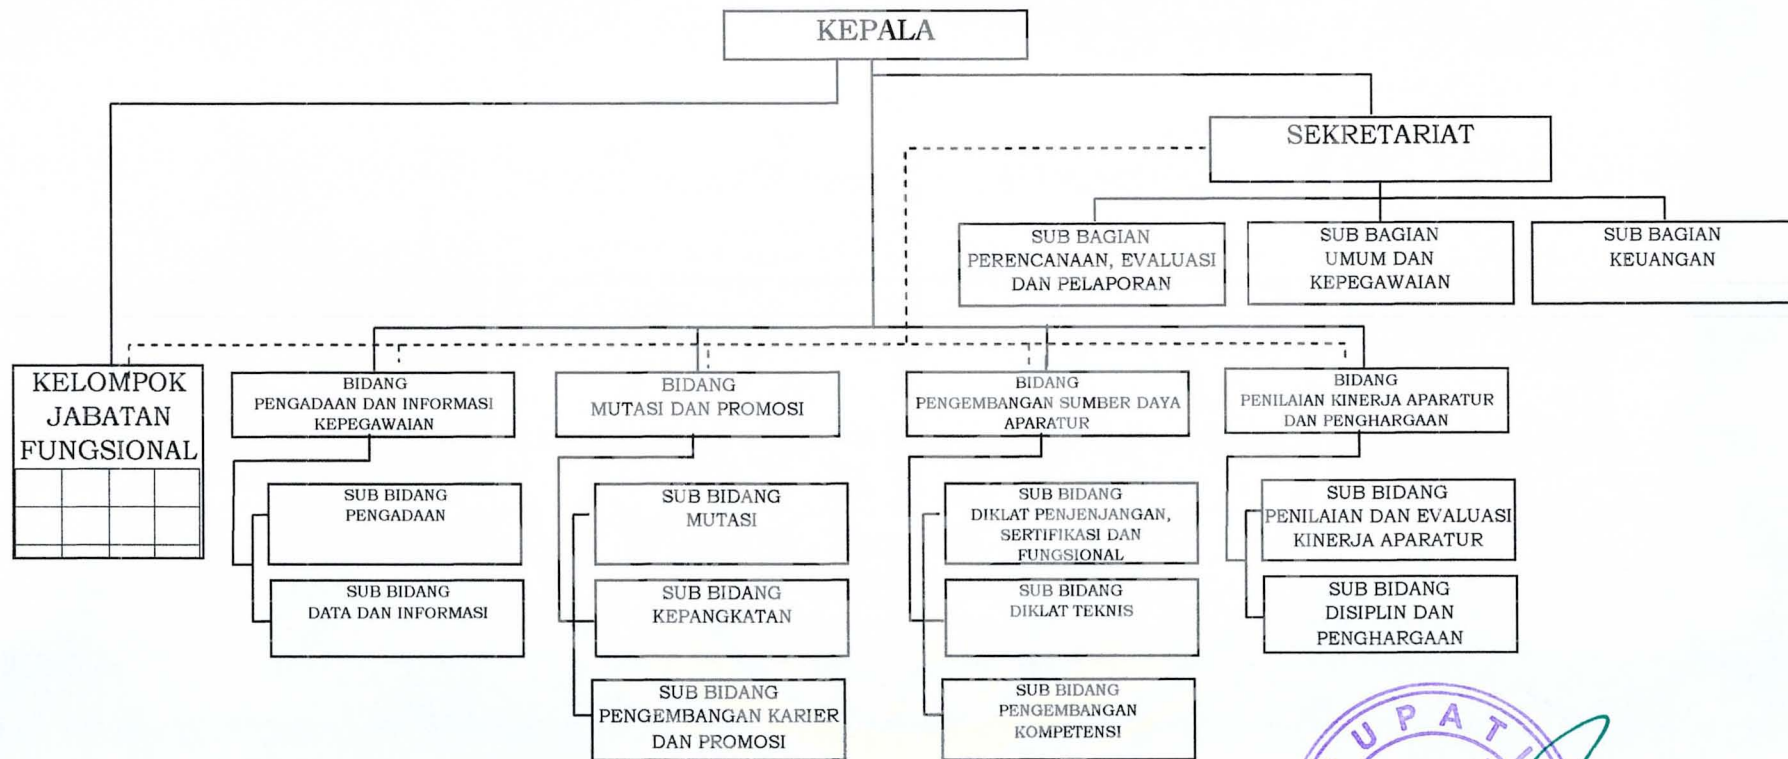 KEPALA
SEKRETARIAT
SUB BAGIAN
PERENCANAAN, EVALUASI
DAN PELAPORAN
SUB BAGIAN
UMUM DAN
KEPEGAWAIAN
SUB BAGIAN
KEUANGAN
KELOMPOK
JABATAN
FUNGSIONAL
BIDANG
PENGADAAN DAN INFORMASI
KEPEGAWAIAN
BIDANG
MUTASI DAN PROMOSI
BIDANG
PENGEMBANGAN SUMBER DAYA
APARATUR
BIDANG
PENILAIAN KINERJA APARATUR
DAN PENGHARGAAN
SUB BIDANG
PENGADAAN
SUB BIDANG
DATA DAN INFORMASI
SUB BIDANG
MUTASI
SUB BIDANG
KEPANGKATAN
SUB BIDANG
PENGEMBANGAN KARIER
DAN PROMOSI
SUB BIDANG
DIKLAT PENJENJANGAN,
SERTIFIKASI DAN
FUNGSIONAL
SUB BIDANG
DIKLAT TEKNIS
SUB BIDANG
PENGEMBANGAN
KOMPETENSI
SUB BIDANG
PENILAIAN DAN EVALUASI
KINERJA APARATUR
SUB BIDANG
DISIPLIN DAN
PENGHARGAAN
UPATI